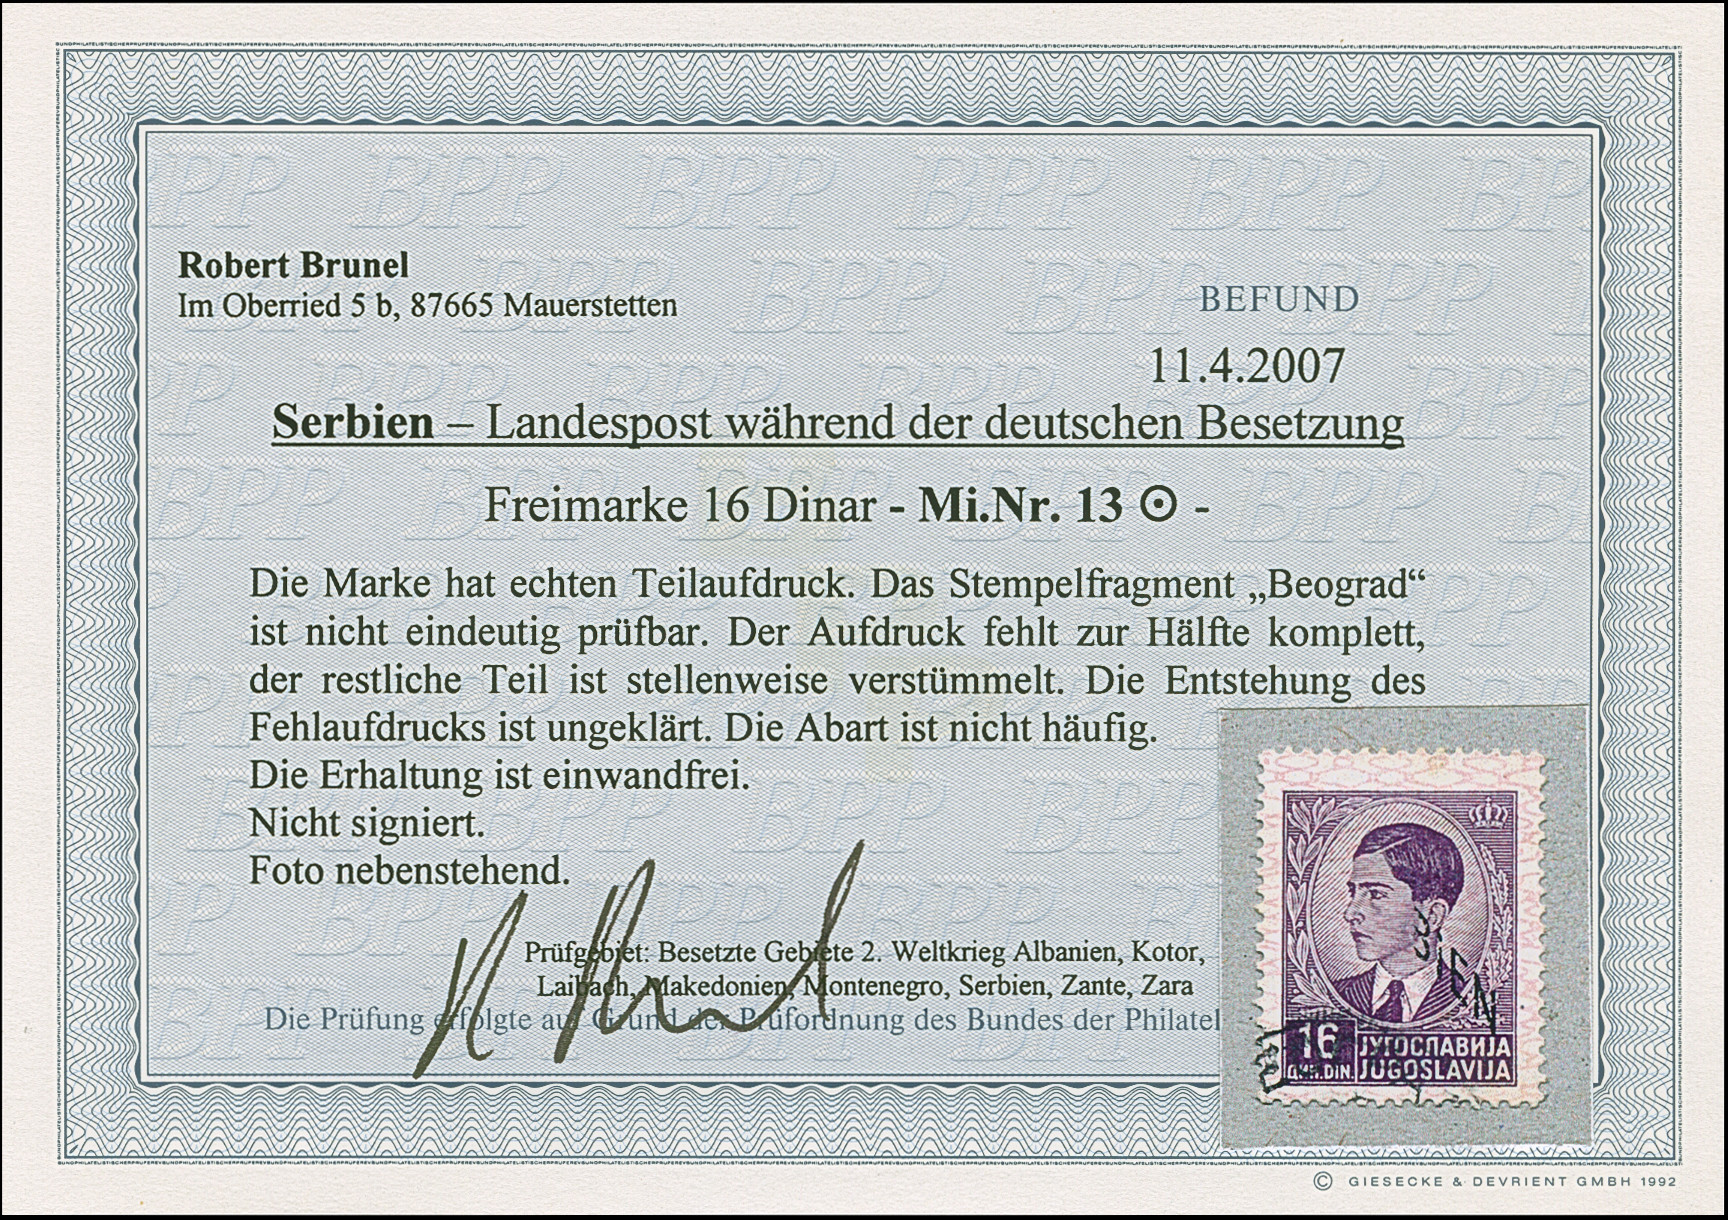 Robert Brunel
Im Oberried 5 b, 87665 Mauerstetten
BEFUND
11.4.2007
Serbien – Landespost während der deutschen Besetzung
Freimarke 16 Dinar - Mi.Nr. 13 ⊙ -
Die Marke hat echten Teilaufdruck. Das Stempelfragment „Beograd“
ist nicht eindeutig prüfbar. Der Aufdruck fehlt zur Hälfte komplett,
der restliche Teil ist stellenweise verstümmelt. Die Entstehung des
Fehlaufdrucks ist ungeklärt. Die Abart ist nicht häufig.
Die Erhaltung ist einwandfrei.
Nicht signiert.
Foto nebenstehend.
Prüfgebiet: Besetzte Gebiete 2. Weltkrieg Albanien, Kotor,
Laibach, Makedonien, Montenegro, Serbien, Zante, Zara
Die Prüfung erfolgte auf Grund der Prüfordnung des Bundes der Philatel
16
ЈУГОСЛАВИЈА
JUGOSLAVIJA
© GIESECKE & DEVRIENT GMBH 1992